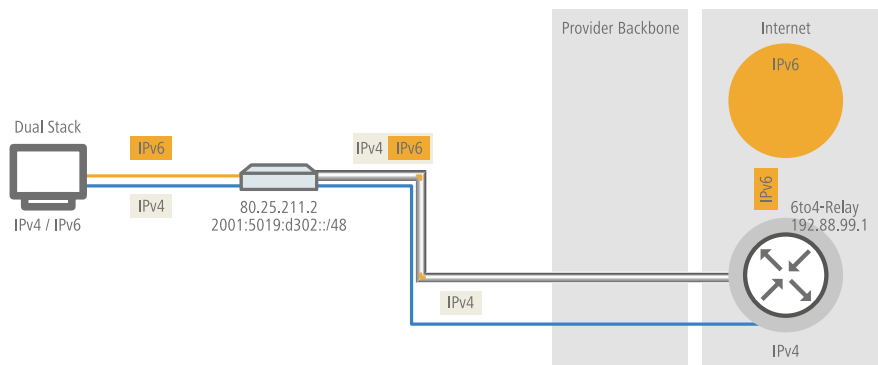 Provider Backbone
Internet
IPv6
Dual Stack
IPv6
IPv4 IPv6
IPv4
IPv4 / IPv6
80.25.211.2
2001:5019:d302::/48
IPv6
6to4-Relay
192.88.99.1
IPv4
IPv4